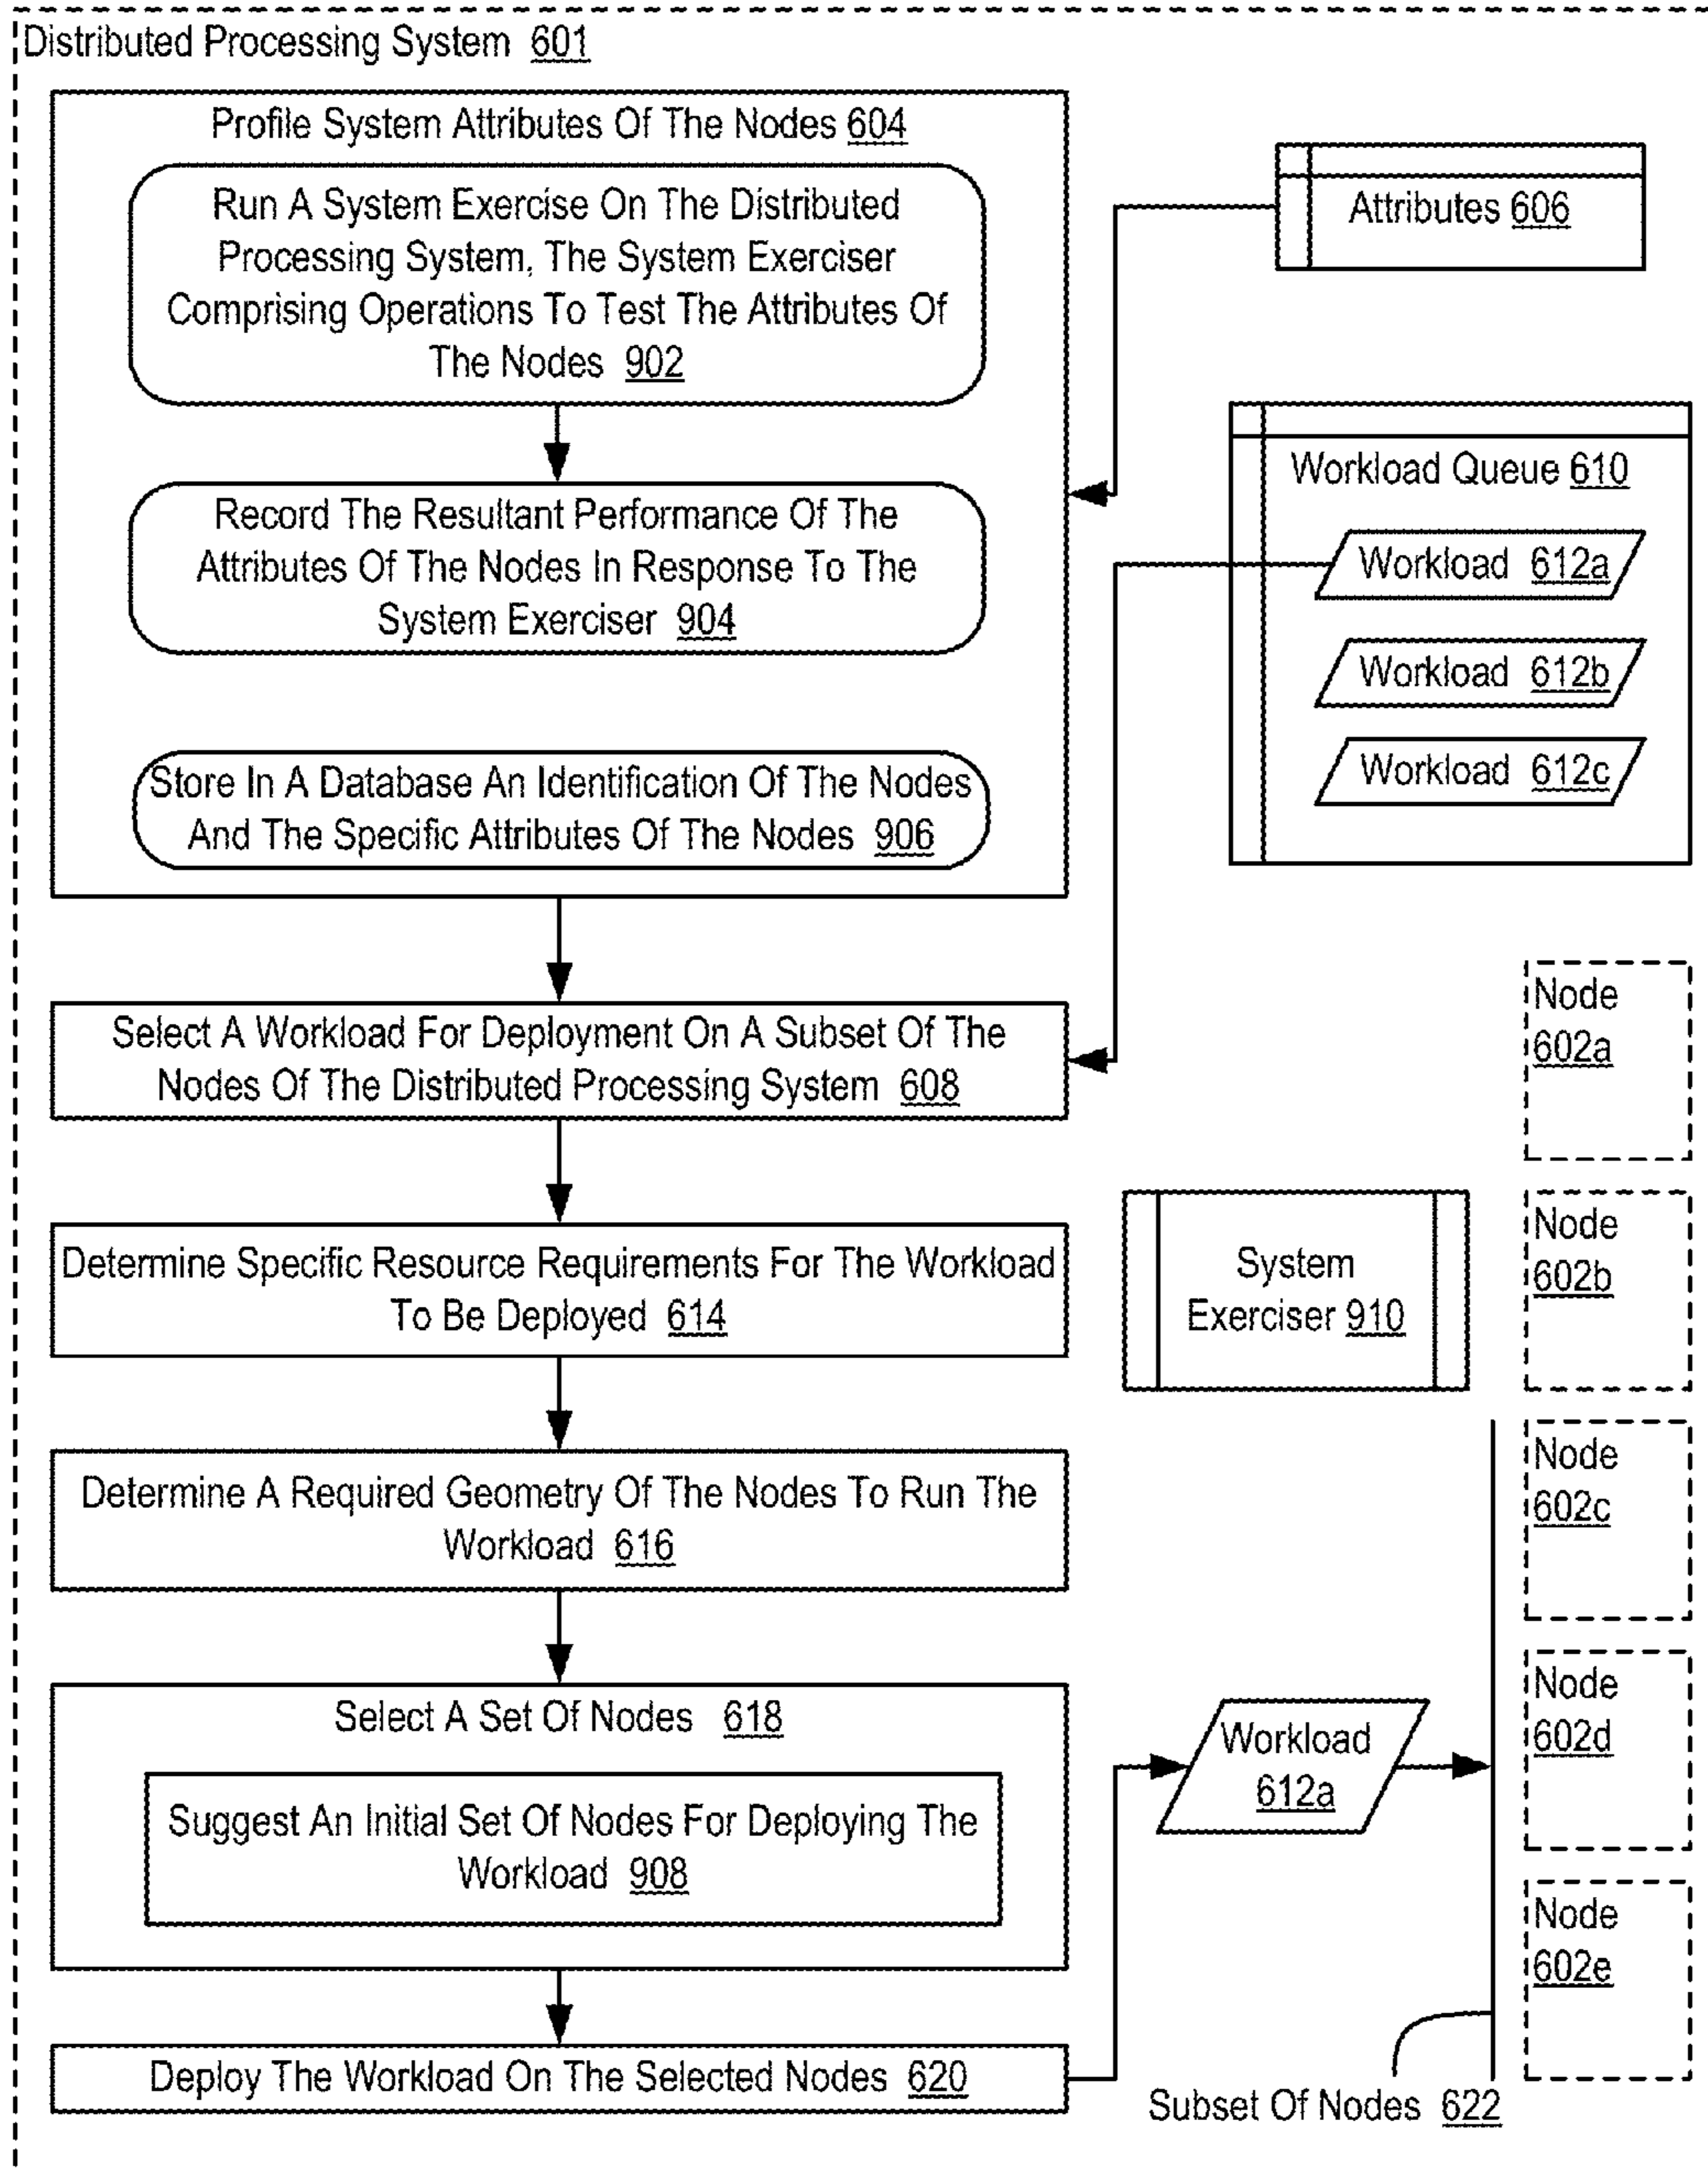 Distributed Processing System 601
Profile System Attributes Of The Nodes 604
Run A System Exercise On The Distributed
Processing System, The System Exerciser
Comprising Operations To Test The Attributes Of
The Nodes 902
Record The Resultant Performance Of The
Attributes Of The Nodes In Response To The
System Exerciser 904
Store In A Database An Identification Of The Nodes
And The Specific Attributes Of The Nodes 906
Attributes 606
Workload Queue 610
Workload 612a
Workload 612b
Workload 612c
Select A Workload For Deployment On A Subset Of The
Nodes Of The Distributed Processing System 608
Determine Specific Resource Requirements For The Workload
To Be Deployed 614
Determine A Required Geometry Of The Nodes To Run The
Workload 616
Select A Set Of Nodes 618
Suggest An Initial Set Of Nodes For Deploying The
Workload 908
Deploy The Workload On The Selected Nodes 620
System
Exerciser 910
Workload
612a
Subset Of Nodes 622
Node
602a
Node
602b
Node
602c
Node
602d
Node
602e